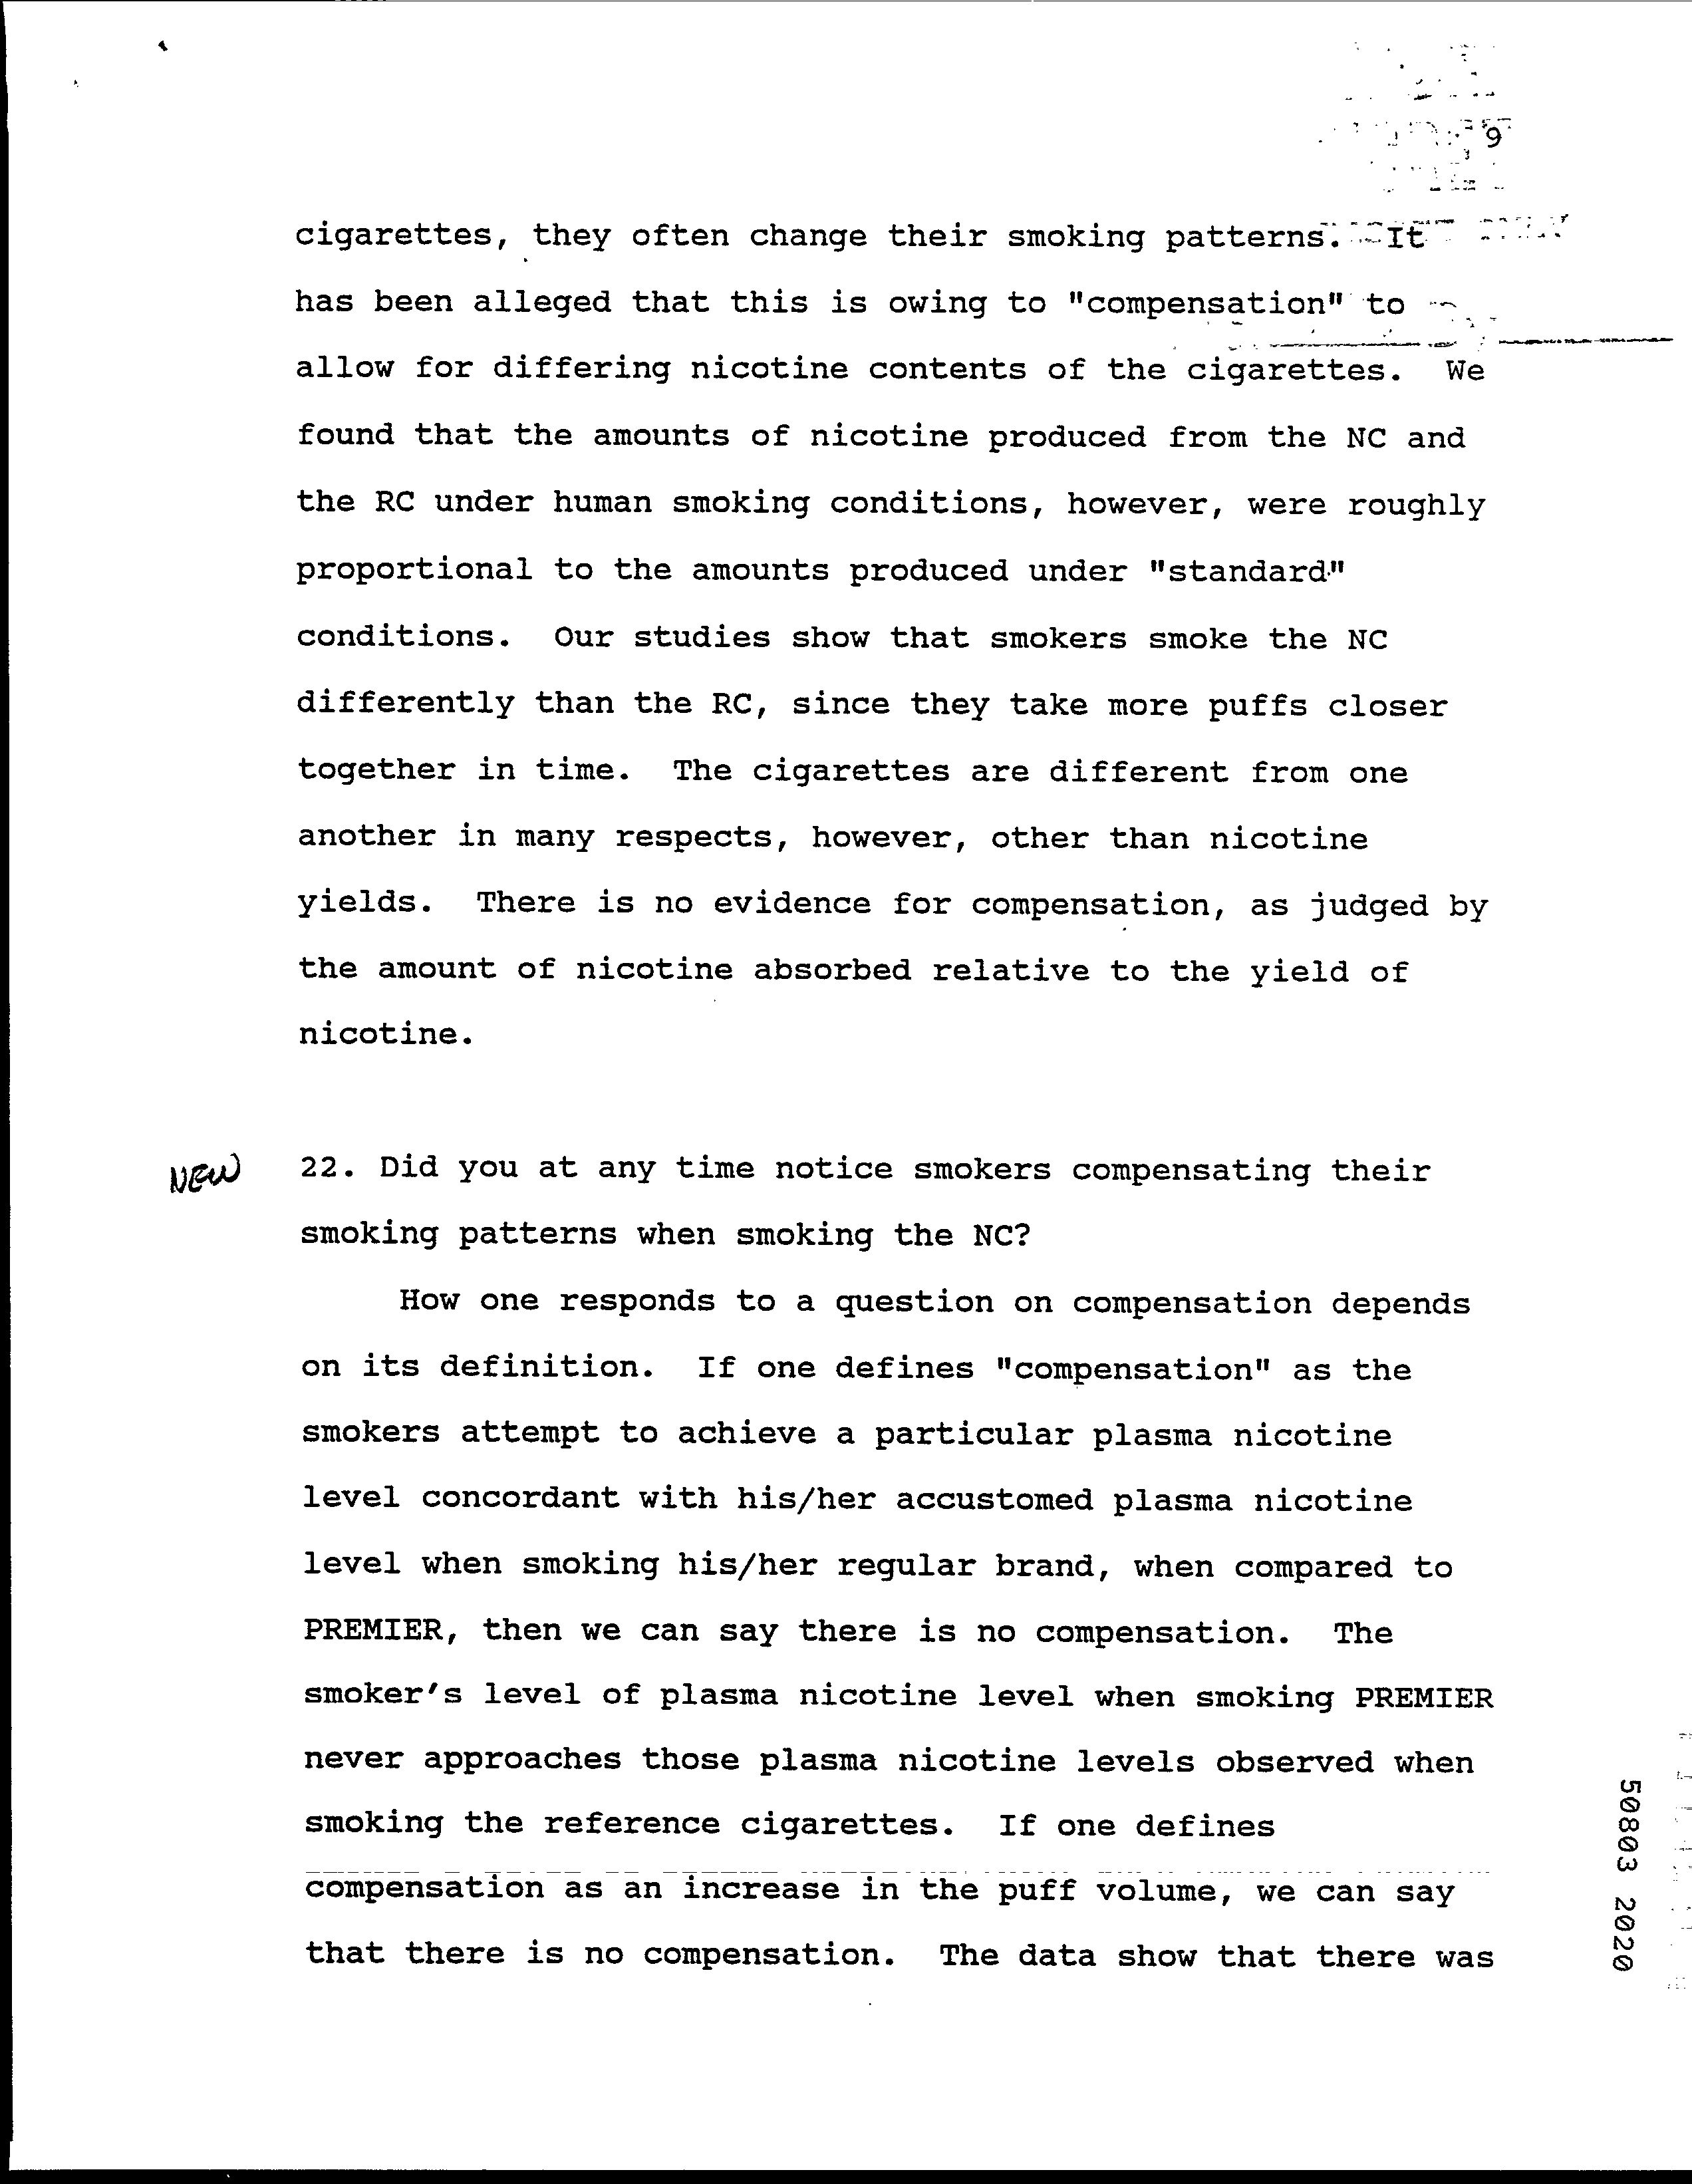 9
cigarettes, they often change their smoking patterns. It
has been alleged that this is owing to "compensation" to
allow for differing nicotine contents of the cigarettes. We
found that the amounts of nicotine produced from the NC and
the RC under human smoking conditions, however, were roughly
proportional to the amounts produced under "standard"
conditions. Our studies show that smokers smoke the NC
differently than the RC, since they take more puffs closer
together in time. The cigarettes are different from one
another in many respects, however, other than nicotine
yields. There is no evidence for compensation, as judged by
the amount of nicotine absorbed relative to the yield of
nicotine.
NEW
22. Did you at any time notice smokers compensating their
smoking patterns when smoking the NC?
How one responds to a question on compensation depends
on its definition. If one defines "compensation" as the
smokers attempt to achieve a particular plasma nicotine
level concordant with his/her accustomed plasma nicotine
level when smoking his/her regular brand, when compared to
PREMIER, then we can say there is no compensation. The
smoker's level of plasma nicotine level when smoking PREMIER
never approaches those plasma nicotine levels observed when
smoking the reference cigarettes. If one defines
compensation as an increase in the puff volume, we can say
that there is no compensation. The data show that there was
50803 2020